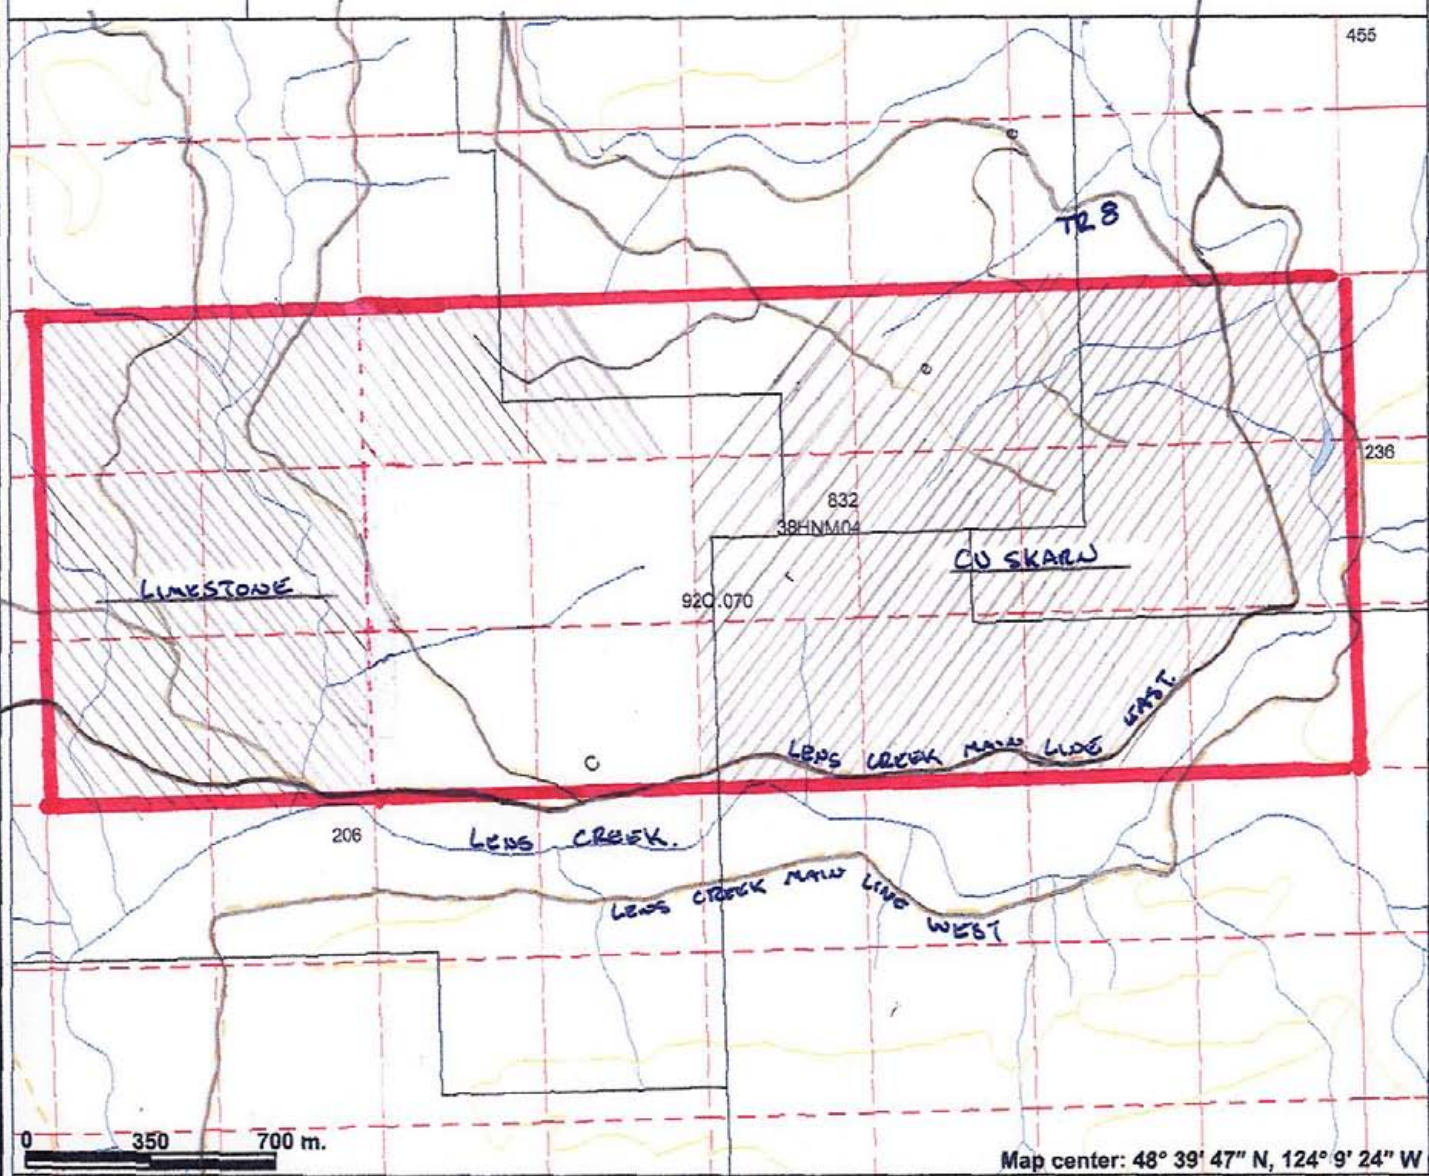 455
TR 8
236
832
38HNM04
CU SKARN
LIMESTONE
92C.070
EAST.
LENS CREEK MAIN LINE
206
LENS CREEK.
LENS CREEK MAIN LINE
WEST
0 350 700 m.
Map center: 48° 39' 47" N, 124° 9' 24" W